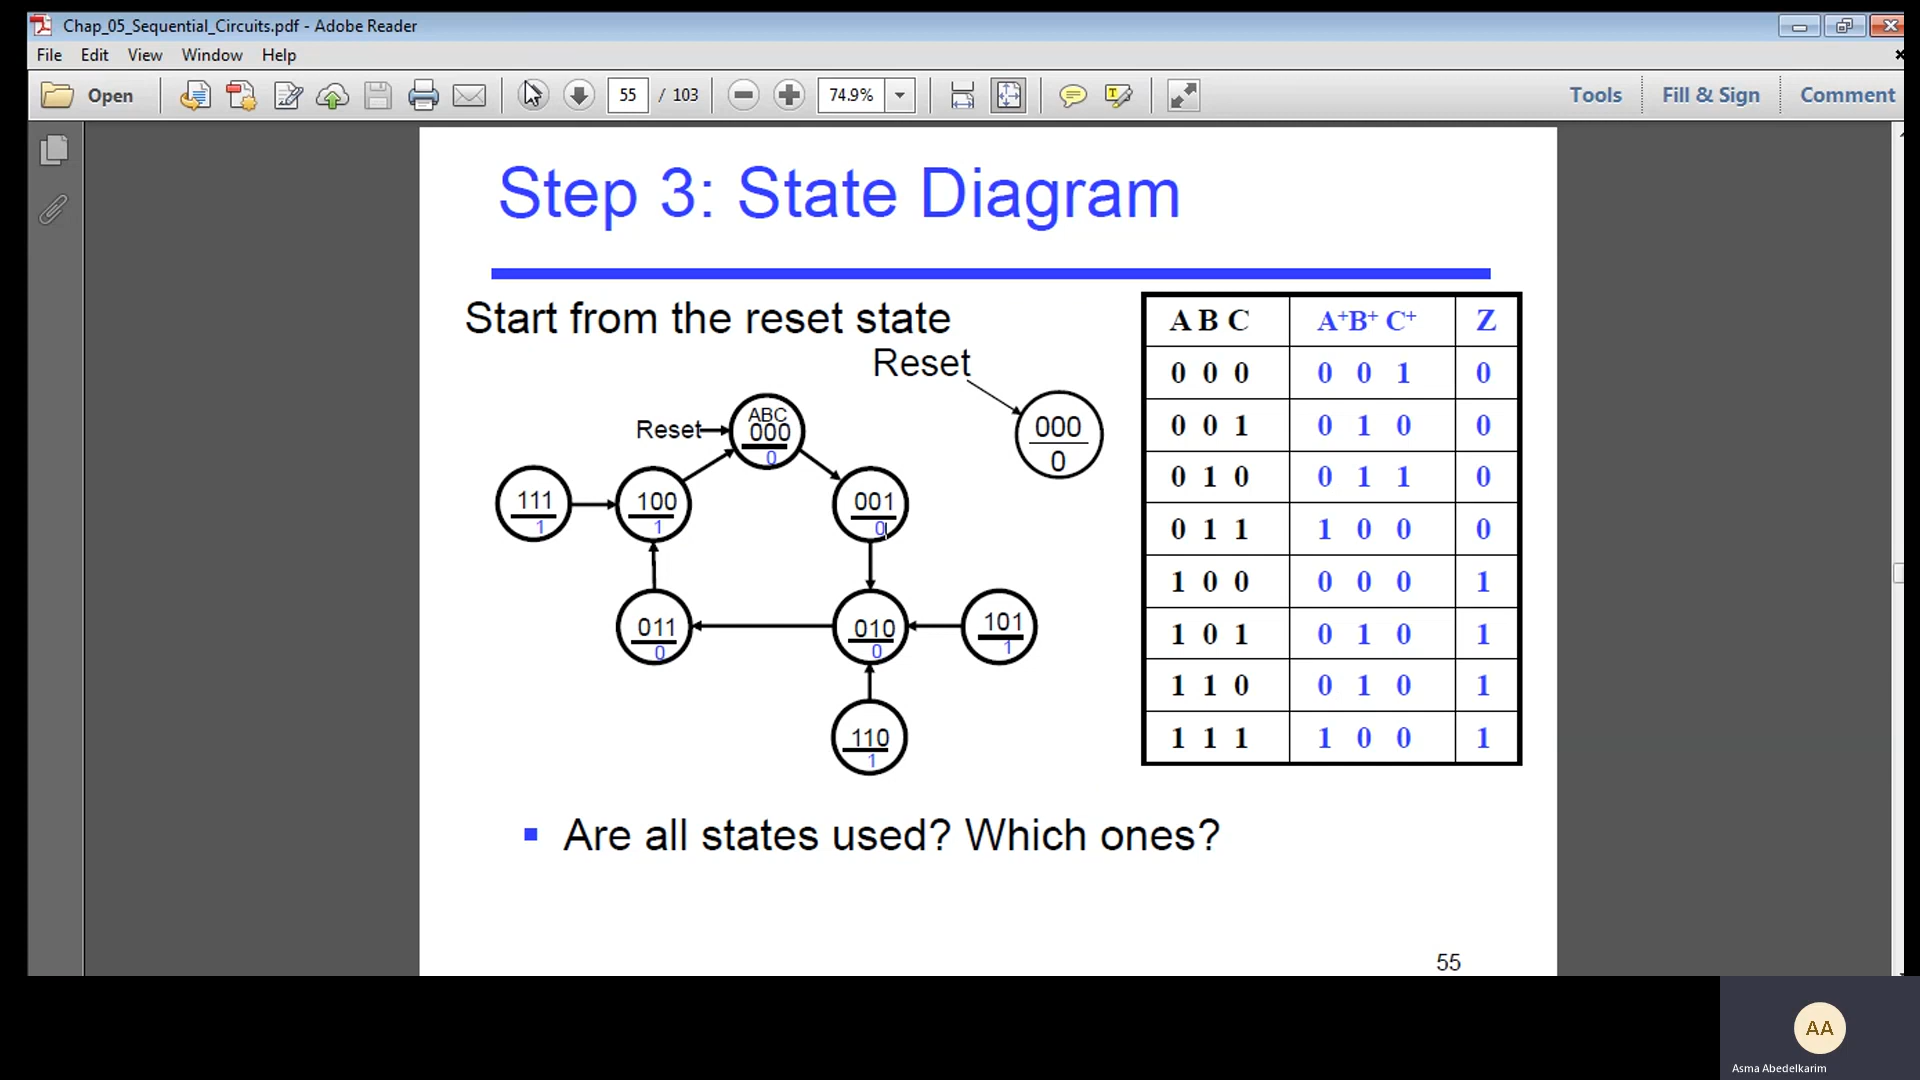 Chap_05_Sequential_Circuits.pdf - Adobe Reader
File Edit View Window Help
Open 55 / 103 74.9% Tools Fill & Sign Comment
Step 3: State Diagram
Start from the reset state
Reset
000
0
Reset
ABC
000
0
111
1
100
1
001
0
011
0
010
0
101
1
110
1
A B C A+B+ C+ Z
0 0 0 0 0 1 0
0 0 1 0 1 0 0
0 1 0 0 1 1 0
0 1 1 1 0 0 0
1 0 0 0 0 0 1
1 0 1 0 1 0 1
1 1 0 0 1 0 1
1 1 1 1 0 0 1
Are all states used? Which ones?
55
AA
Asma Abedelkarim